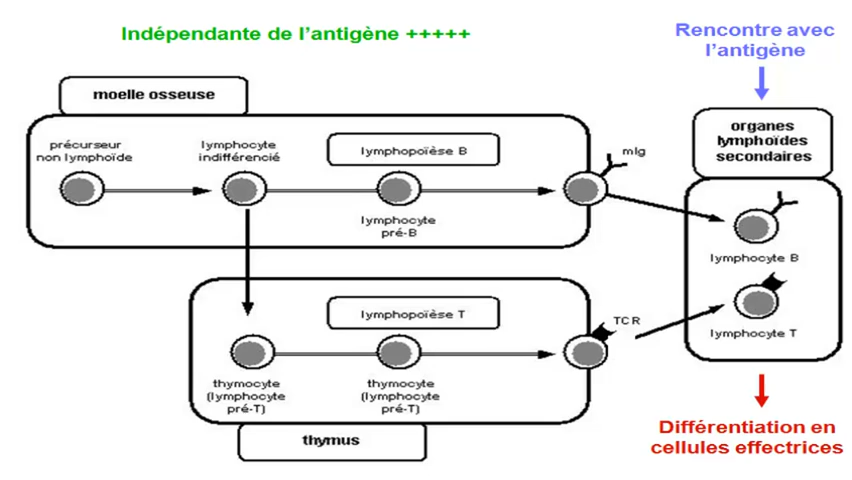 Indépendante de l'antigène +++++
Rencontre avec
l'antigène
moelle osseuse
précurseur
non lymphoïde
lymphocyte
indifférencié
lymphopoïèse B
mIg
lymphocyte
pré-B
organes
lymphoïdes
secondaires
lymphocyte B
lymphocyte T
lymphopoïèse T
TCR
thymocyte
(lymphocyte
pré-T)
thymocyte
(lymphocyte
pré-T)
thymus
Différentiation en
cellules effectrices